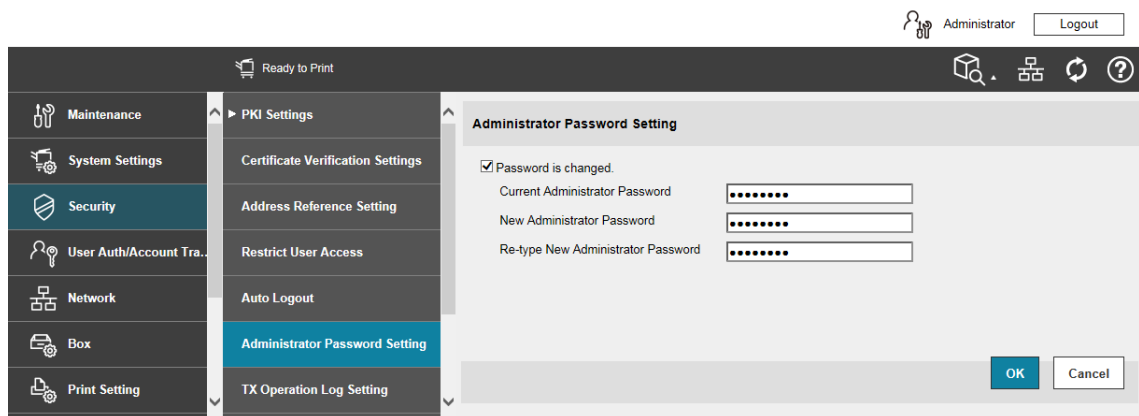 Administrator Logout
Ready to Print
Maintenance
System Settings
Security
User Auth/Account Tra..
Network
Box
Print Setting
PKI Settings
Certificate Verification Settings
Address Reference Setting
Restrict User Access
Auto Logout
Administrator Password Setting
TX Operation Log Setting
Administrator Password Setting
Password is changed.
Current Administrator Password ●●●●●●●●
New Administrator Password ●●●●●●●●
Re-type New Administrator Password ●●●●●●●●
OK Cancel